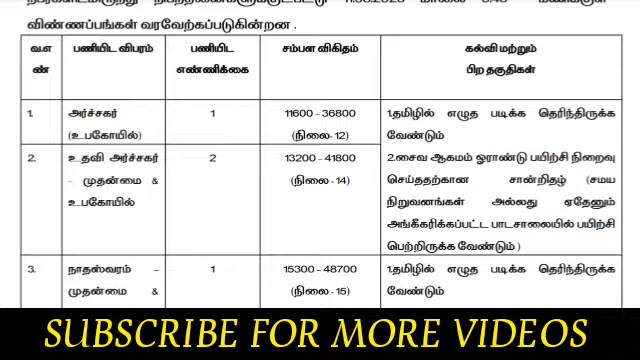 விண்ணப்பங்கள் வரவேற்கப்படுகின்றன .
வ.எண்
பணியிட விபரம்
பணியிட எண்ணிக்கை
சம்பள விகிதம்
கல்வி மற்றும்
பிற தகுதிகள்
1.
அர்ச்சகர்
(உபகோயில்)
1
11600 – 36800
(நிலை-12)
1.தமிழில் எழுத படிக்க தெரிந்திருக்க
வேண்டும்
2.
உதவி அர்ச்சகர்
– முதன்மை &
உபகோயில்
2
13200 – 41800
(நிலை-14)
2.சைவ ஆகமம் ஓராண்டு பயிற்சி நிறைவு
செய்ததற்கான சான்றிதழ் (சமய
நிறுவனங்கள் அல்லது ஏதேனும்
அங்கீகரிக்கப்பட்ட பாடசாலையில் பயிற்சி
பெற்றிருக்க வேண்டும் )
3.
நாதஸ்வரம் –
முதன்மை &
1
15300 – 48700
(நிலை-15)
1.தமிழில் எழுத படிக்க தெரிந்திருக்க
வேண்டும்
SUBSCRIBE FOR MORE VIDEOS